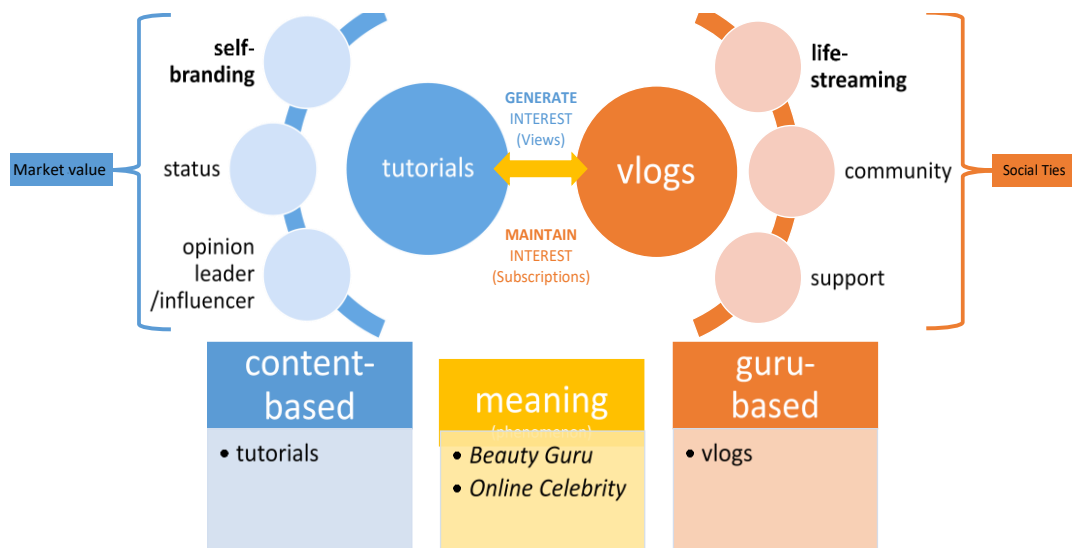 Market value
self-
branding
status
opinion
leader
/influencer
tutorials
GENERATE
INTEREST
(Views)
MAINTAIN
INTEREST
(Subscriptions)
vlogs
life-
streaming
community
support
Social Ties
content-
based
• tutorials
meaning
(phenomenon)
• Beauty Guru
• Online Celebrity
guru-
based
• vlogs